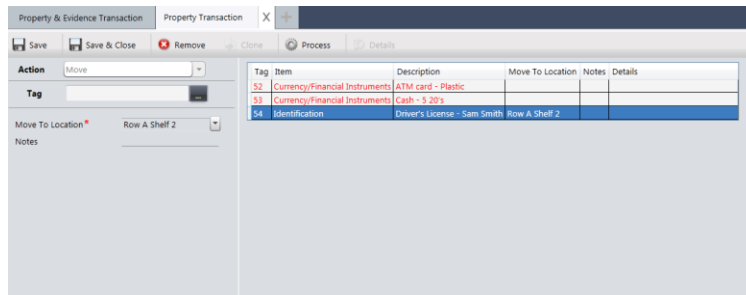 Property & Evidence Transaction Property Transaction X +
Save Save & Close Remove Clone Process Details
Action Move
Tag ...
Move To Location* Row A Shelf 2
Notes
Tag Item Description Move To Location Notes Details
52 Currency/Financial Instruments ATM card - Plastic
53 Currency/Financial Instruments Cash - 5 20's
54 Identification Driver's License - Sam Smith Row A Shelf 2